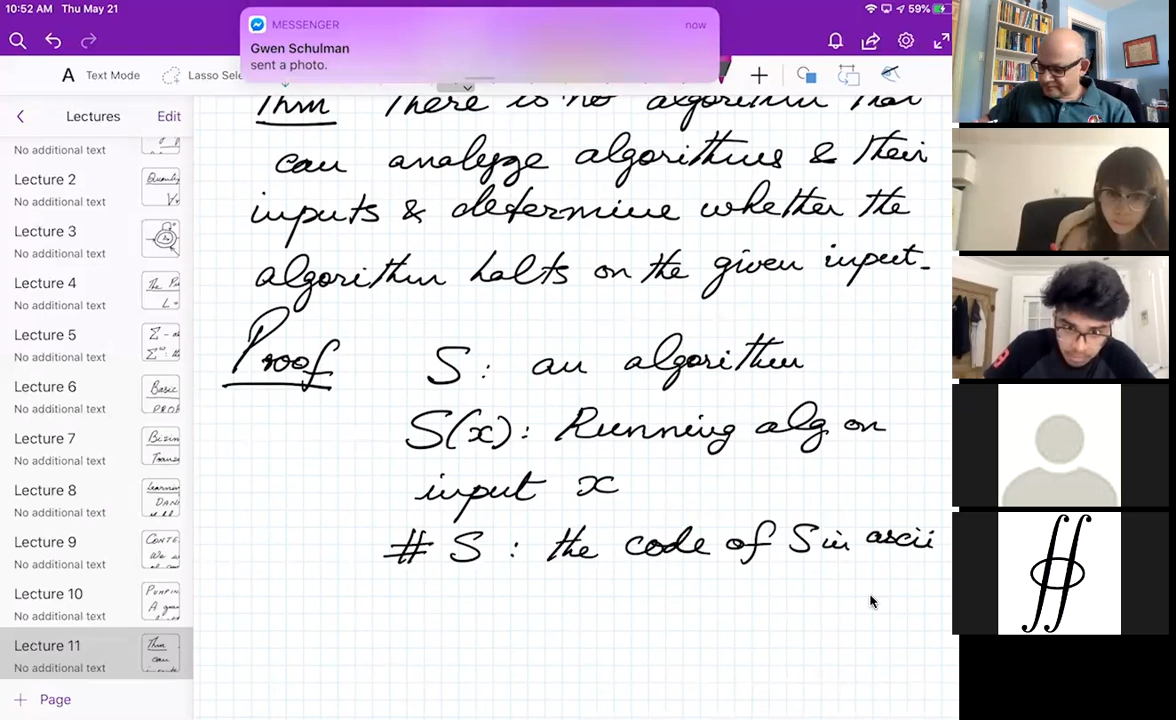 10:52 AM Thu May 21
59%
MESSENGER
now
Gwen Schulman
sent a photo.
A Text Mode
Lasso Sele
Lectures
Edit
No additional text
Lecture 2
No additional text
Lecture 3
No additional text
Lecture 4
No additional text
Lecture 5
No additional text
Lecture 6
No additional text
Lecture 7
No additional text
Lecture 8
No additional text
Lecture 9
No additional text
Lecture 10
No additional text
Lecture 11
No additional text
+ Page
Thm There is no algorithm that
can analyze algorithms & their
inputs & determine whether the
algorithm halts on the given input.
Proof S: an algorithm
S(x): Running alg on
input x
# S : the code of S in ascii
∯